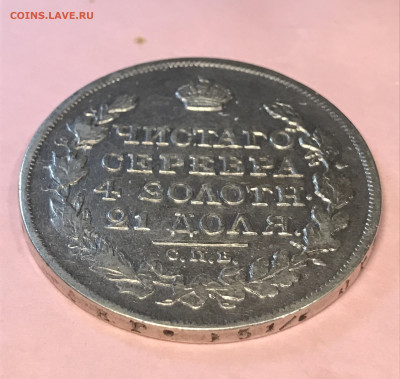 COINS.LAVE.RU
ЧИСТАГО
СЕРЕБРА
4 ЗОЛОТН.
21 ДОЛЯ.
С.П.Б.